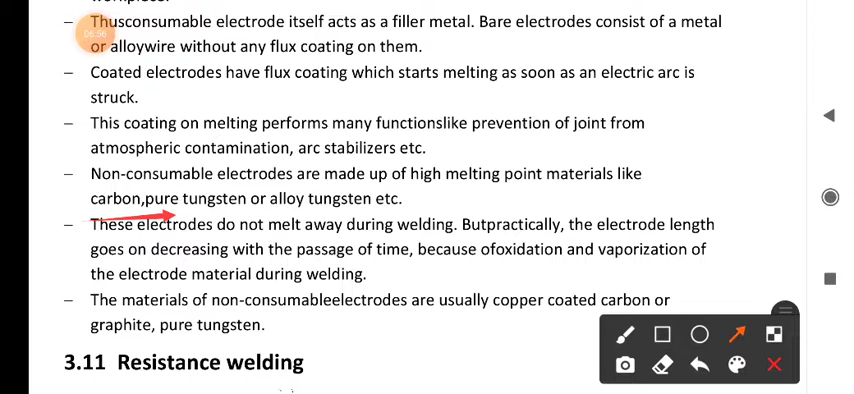 – Thusconsumable electrode itself acts as a filler metal. Bare electrodes consist of a metal
or alloywire without any flux coating on them.
– Coated electrodes have flux coating which starts melting as soon as an electric arc is
struck.
– This coating on melting performs many functionslike prevention of joint from
atmospheric contamination, arc stabilizers etc.
– Non-consumable electrodes are made up of high melting point materials like
carbon,pure tungsten or alloy tungsten etc.
– These electrodes do not melt away during welding. Butpractically, the electrode length
goes on decreasing with the passage of time, because ofoxidation and vaporization of
the electrode material during welding.
– The materials of non-consumableelectrodes are usually copper coated carbon or
graphite, pure tungsten.
3.11 Resistance welding